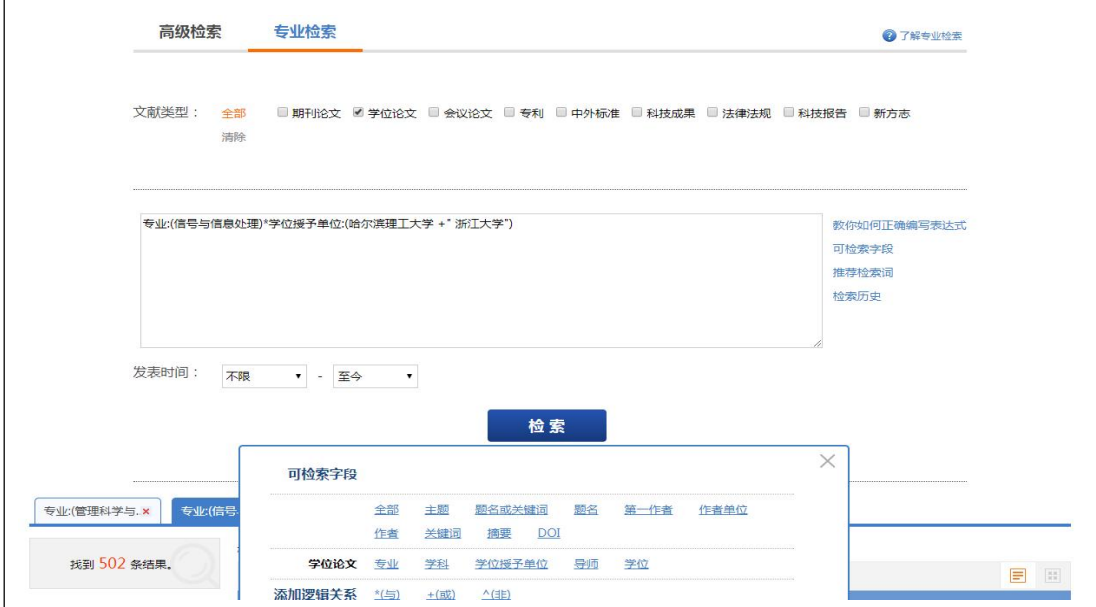 高级检索 专业检索 了解专业检索
文献类型： 全部 期刊论文 学位论文 会议论文 专利 中外标准 科技成果 法律法规 科技报告 新方志
清除
专业:(信号与信息处理)*学位授予单位:(哈尔滨理工大学 +" 浙江大学")
教你如何正确编写表达式
可检索字段
推荐检索词
检索历史
发表时间： 不限 - 至今
检索
可检索字段
专业:(管理科学与.. × 专业:(信号.
全部 主题 题名或关键词 题名 第一作者 作者单位
作者 关键词 摘要 DOI
找到 502 条结果。
学位论文 专业 学科 学位授予单位 导师 学位
添加逻辑关系 *(与) +(或) ^(非)